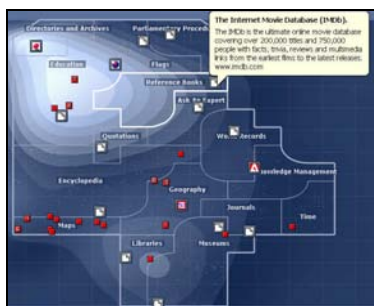 Directories and Archives
Parliamentary Proced
The Internet Movie Database (IMDb).
The IMDb is the ultimate online movie database
covering over 200,000 titles and 750,000
people with facts, trivia, reviews and multimedia
links from the earliest films to the latest releases.
www.imdb.com
Education
Flags
Reference Books
Ask an Expert
Quotations
World Records
Encyclopedia
Geography
Knowledge Management
Maps
Journals
Time
Libraries
Museums